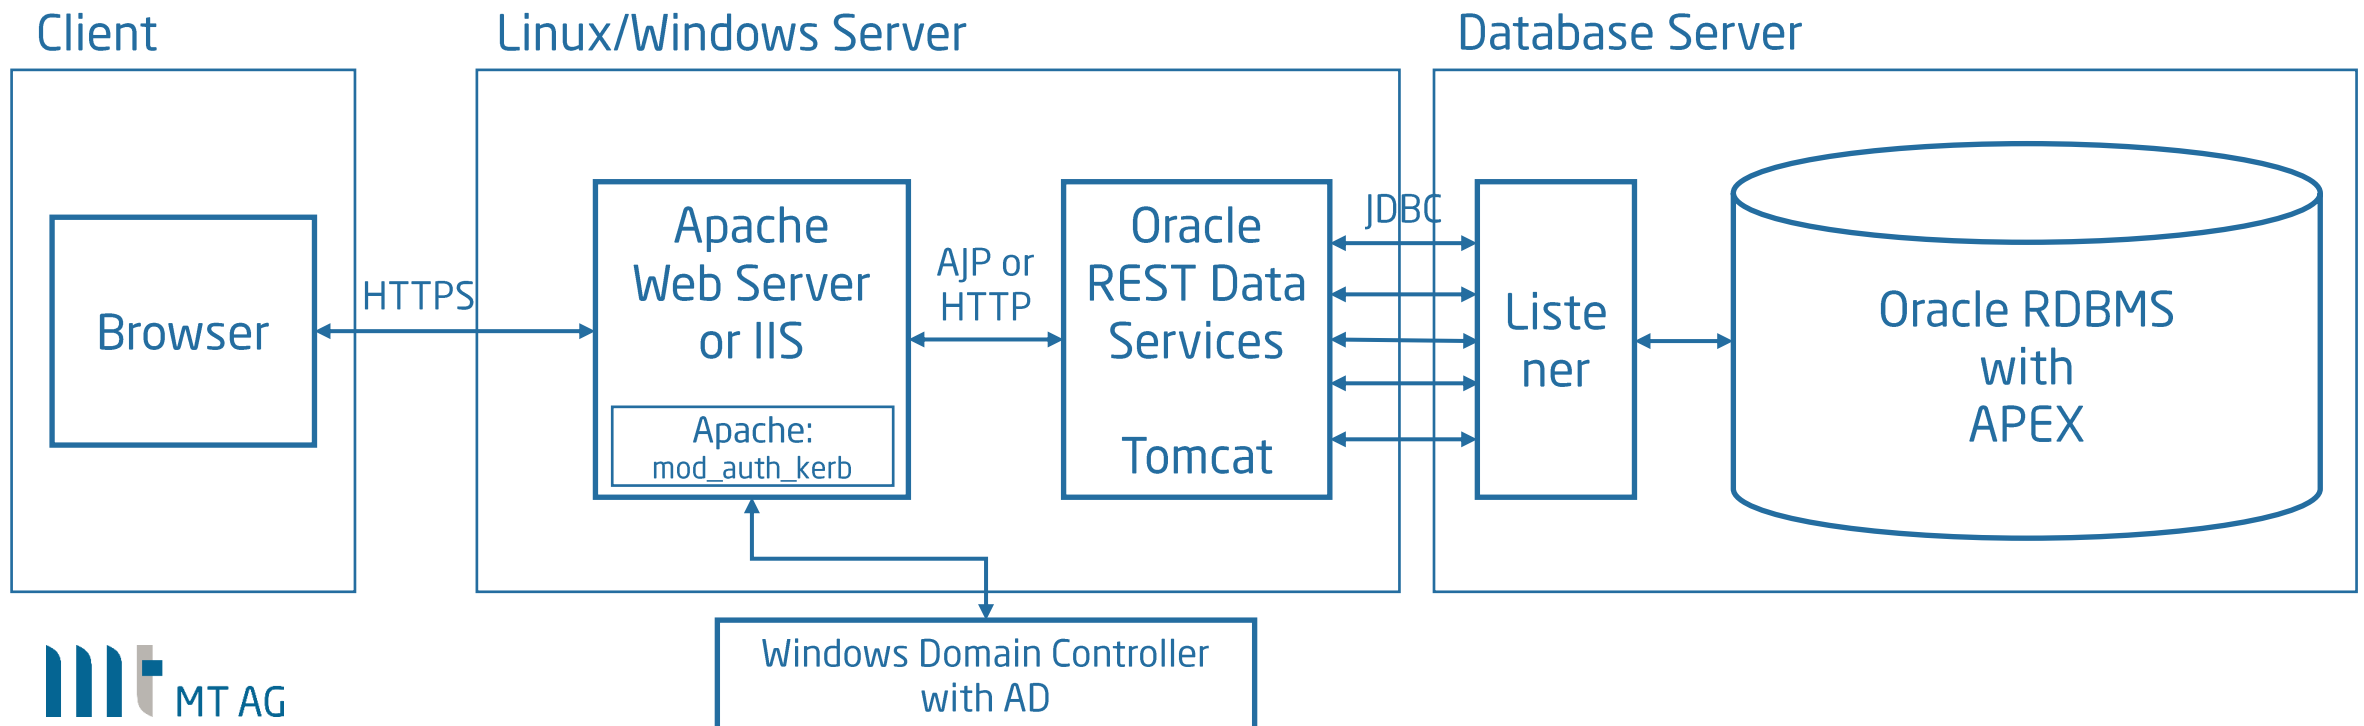 Client
Linux/Windows Server
Database Server
Browser
HTTPS
Apache
Web Server
or IIS
Apache:
mod_auth_kerb
AJP or
HTTP
Oracle
REST Data
Services
Tomcat
JDBC
Liste
ner
Oracle RDBMS
with
APEX
Windows Domain Controller
with AD
mt MT AG